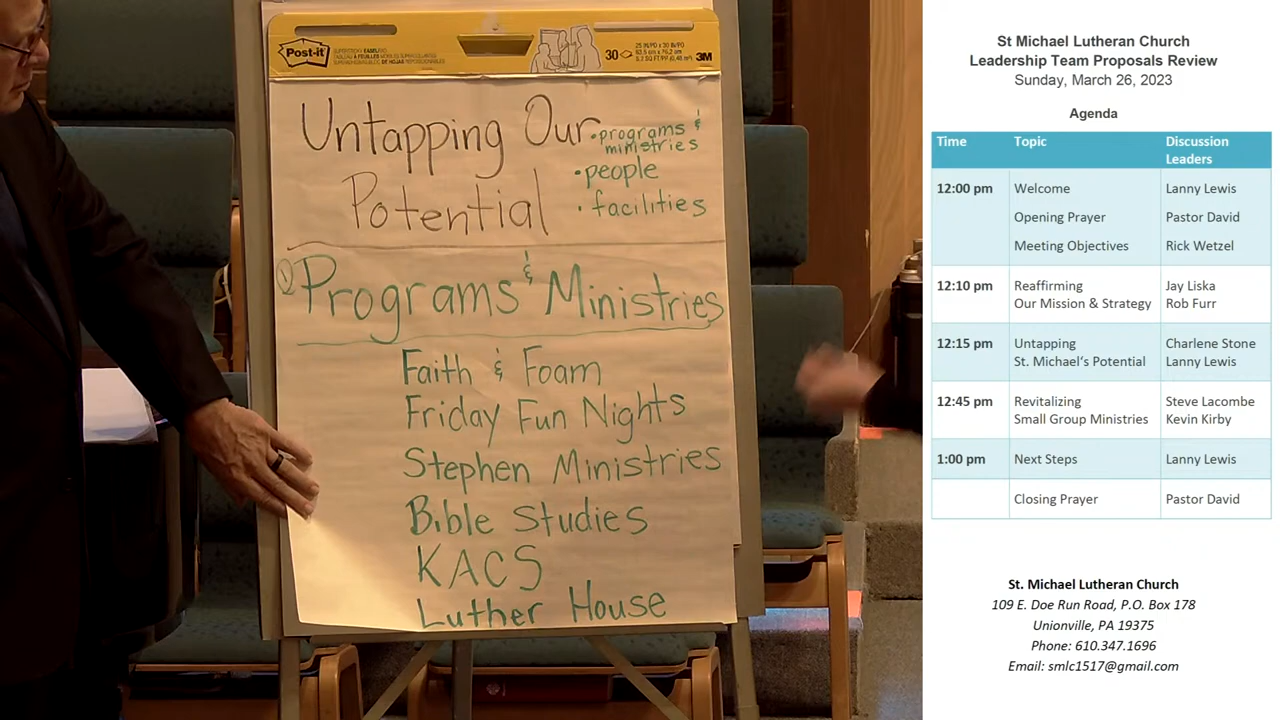 Post-it
30
3M
Untapping Our
Potential
• programs &
ministries
• people
• facilities
1) Programs & Ministries
Faith & Foam
Friday Fun Nights
Stephen Ministries
Bible Studies
KACS
Luther House
St Michael Lutheran Church
Leadership Team Proposals Review
Sunday, March 26, 2023
Agenda
Time Topic Discussion
Leaders
12:00 pm Welcome Lanny Lewis
Opening Prayer Pastor David
Meeting Objectives Rick Wetzel
12:10 pm Reaffirming Jay Liska
Our Mission & Strategy Rob Furr
12:15 pm Untapping Charlene Stone
St. Michael's Potential Lanny Lewis
12:45 pm Revitalizing Steve Lacombe
Small Group Ministries Kevin Kirby
1:00 pm Next Steps Lanny Lewis
Closing Prayer Pastor David
St. Michael Lutheran Church
109 E. Doe Run Road, P.O. Box 178
Unionville, PA 19375
Phone: 610.347.1696
Email: smlc1517@gmail.com